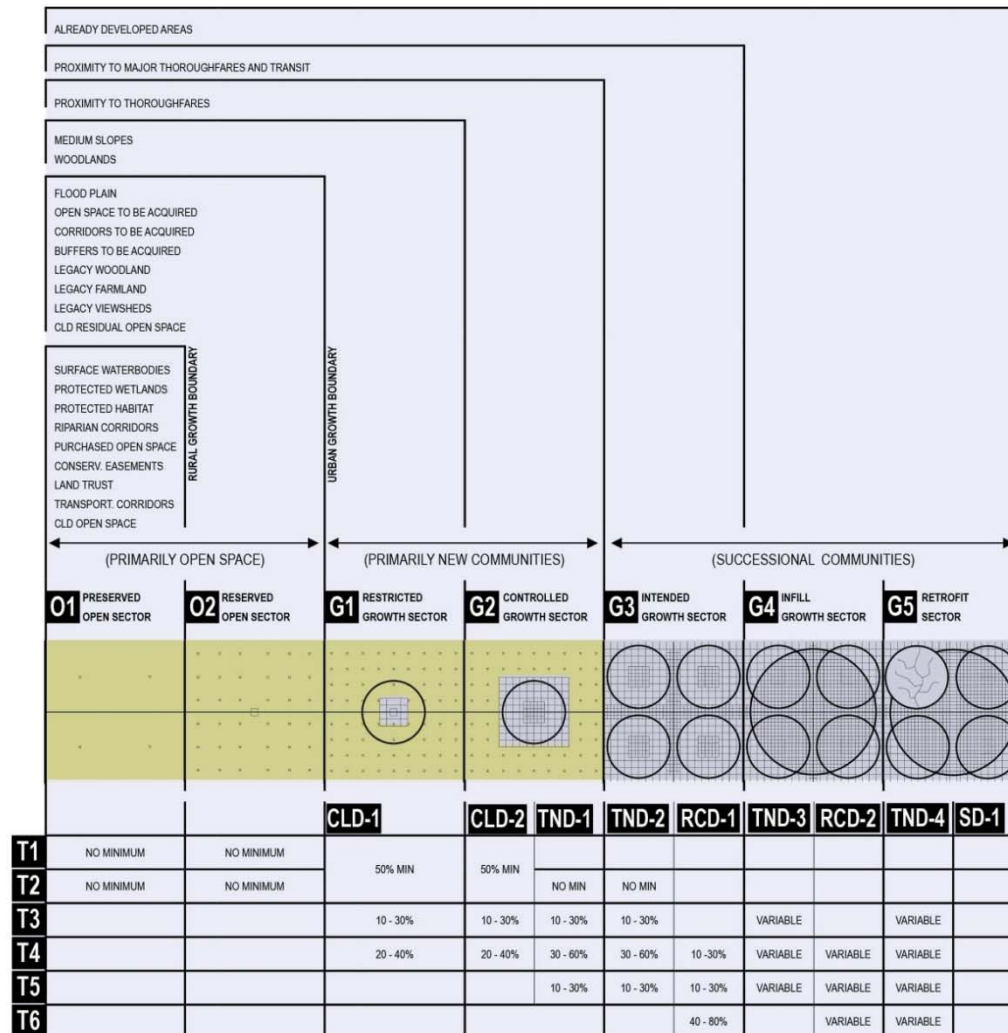 ALREADY DEVELOPED AREAS
PROXIMITY TO MAJOR THOROUGHFARES AND TRANSIT
PROXIMITY TO THOROUGHFARES
MEDIUM SLOPES
WOODLANDS
FLOOD PLAIN
OPEN SPACE TO BE ACQUIRED
CORRIDORS TO BE ACQUIRED
BUFFERS TO BE ACQUIRED
LEGACY WOODLAND
LEGACY FARMLAND
LEGACY VIEWSHEDS
CLD RESIDUAL OPEN SPACE
SURFACE WATERBODIES
PROTECTED WETLANDS
PROTECTED HABITAT
RIPARIAN CORRIDORS
PURCHASED OPEN SPACE
CONSERV. EASEMENTS
LAND TRUST
TRANSPORT. CORRIDORS
CLD OPEN SPACE
RURAL GROWTH BOUNDARY
URBAN GROWTH BOUNDARY
(PRIMARILY OPEN SPACE) (PRIMARILY NEW COMMUNITIES) (SUCCESSIONAL COMMUNITIES)
O1 PRESERVED OPEN SECTOR
O2 RESERVED OPEN SECTOR
G1 RESTRICTED GROWTH SECTOR
G2 CONTROLLED GROWTH SECTOR
G3 INTENDED GROWTH SECTOR
G4 INFILL GROWTH SECTOR
G5 RETROFIT SECTOR
CLD-1 CLD-2 TND-1 TND-2 RCD-1 TND-3 RCD-2 TND-4 SD-1
T1 NO MINIMUM NO MINIMUM
50% MIN 50% MIN
T2 NO MINIMUM NO MINIMUM NO MIN NO MIN
T3 10 - 30% 10 - 30% 10 - 30% 10 - 30% VARIABLE VARIABLE
T4 20 - 40% 20 - 40% 30 - 60% 30 - 60% 10 -30% VARIABLE VARIABLE VARIABLE
T5 10 - 30% 10 - 30% 10 - 30% VARIABLE VARIABLE VARIABLE
T6 40 - 80% VARIABLE VARIABLE